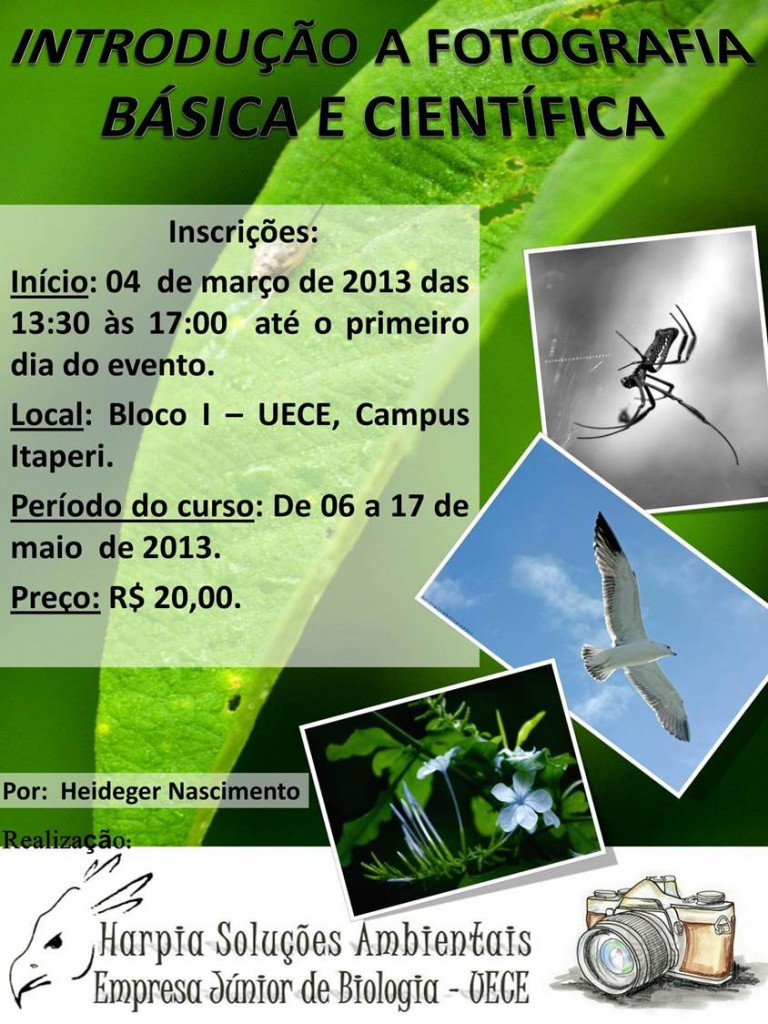 INTRODUÇÃO A FOTOGRAFIA
BÁSICA E CIENTÍFICA
Inscrições:
Início: 04 de março de 2013 das
13:30 às 17:00 até o primeiro
dia do evento.
Local: Bloco I – UECE, Campus
Itaperi.
Período do curso: De 06 a 17 de
maio de 2013.
Preço: R$ 20,00.
Por: Heideger Nascimento
Realização:
Harpia Soluções Ambientais
Empresa Júnior de Biologia - UECE